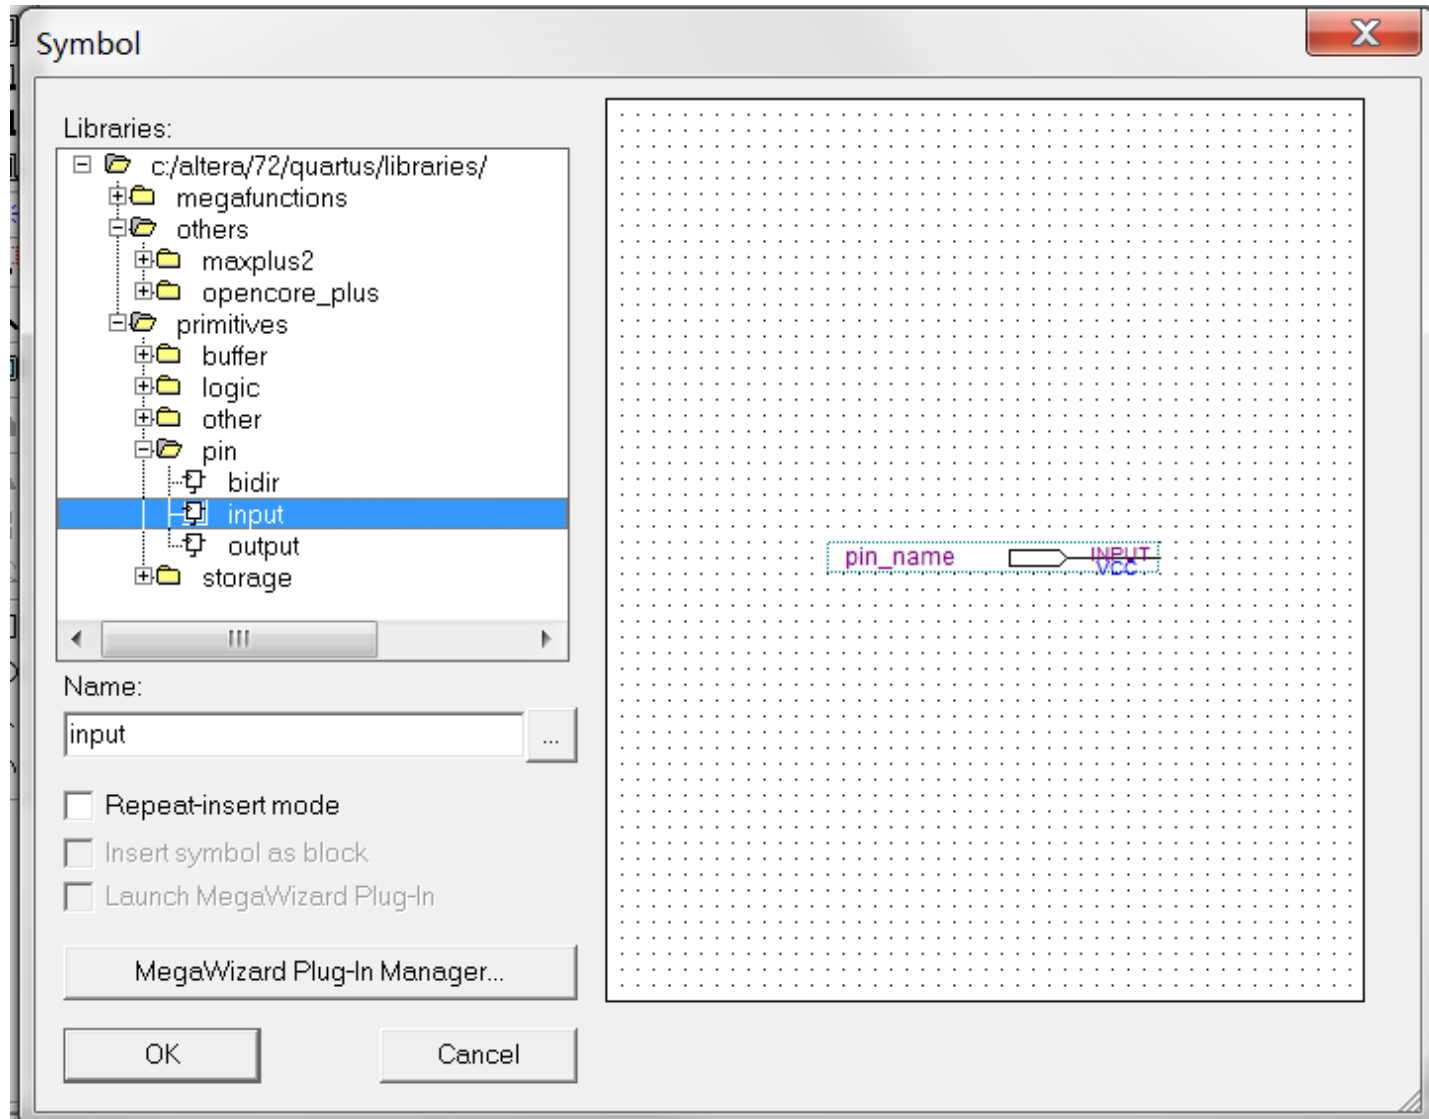 Symbol
Libraries:
c:/altera/72/quartus/libraries/
megafunctions
others
maxplus2
opencore_plus
primitives
buffer
logic
other
pin
bidir
input
output
storage
Name:
input
...
Repeat-insert mode
Insert symbol as block
Launch MegaWizard Plug-In
MegaWizard Plug-In Manager...
OK
Cancel
pin_name
INPUT
VCC